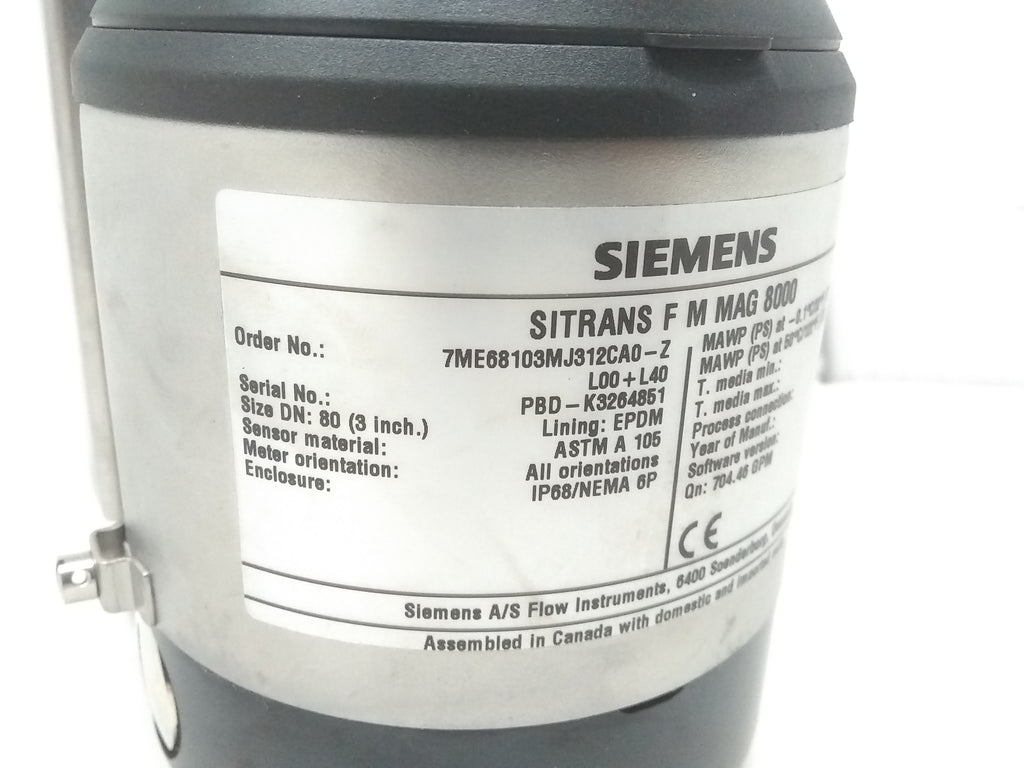 SIEMENS
SITRANS F M MAG 8000
Order No.: 7ME68103MJ312CA0-Z
L00+L40
Serial No.: PBD-K3264851
Size DN: 80 (3 inch.) Lining: EPDM
Sensor material: ASTM A 105
Meter orientation: All orientations
Enclosure: IP68/NEMA 6P
MAWP (PS) at
MAWP (PS) at
T. media min.:
T. media max.:
Process connection:
Year of Manuf.:
Software version:
Qn: 704.46 GPM
CE
Siemens A/S Flow Instruments, 6400 Soenderborg,
Assembled in Canada with domestic and imported